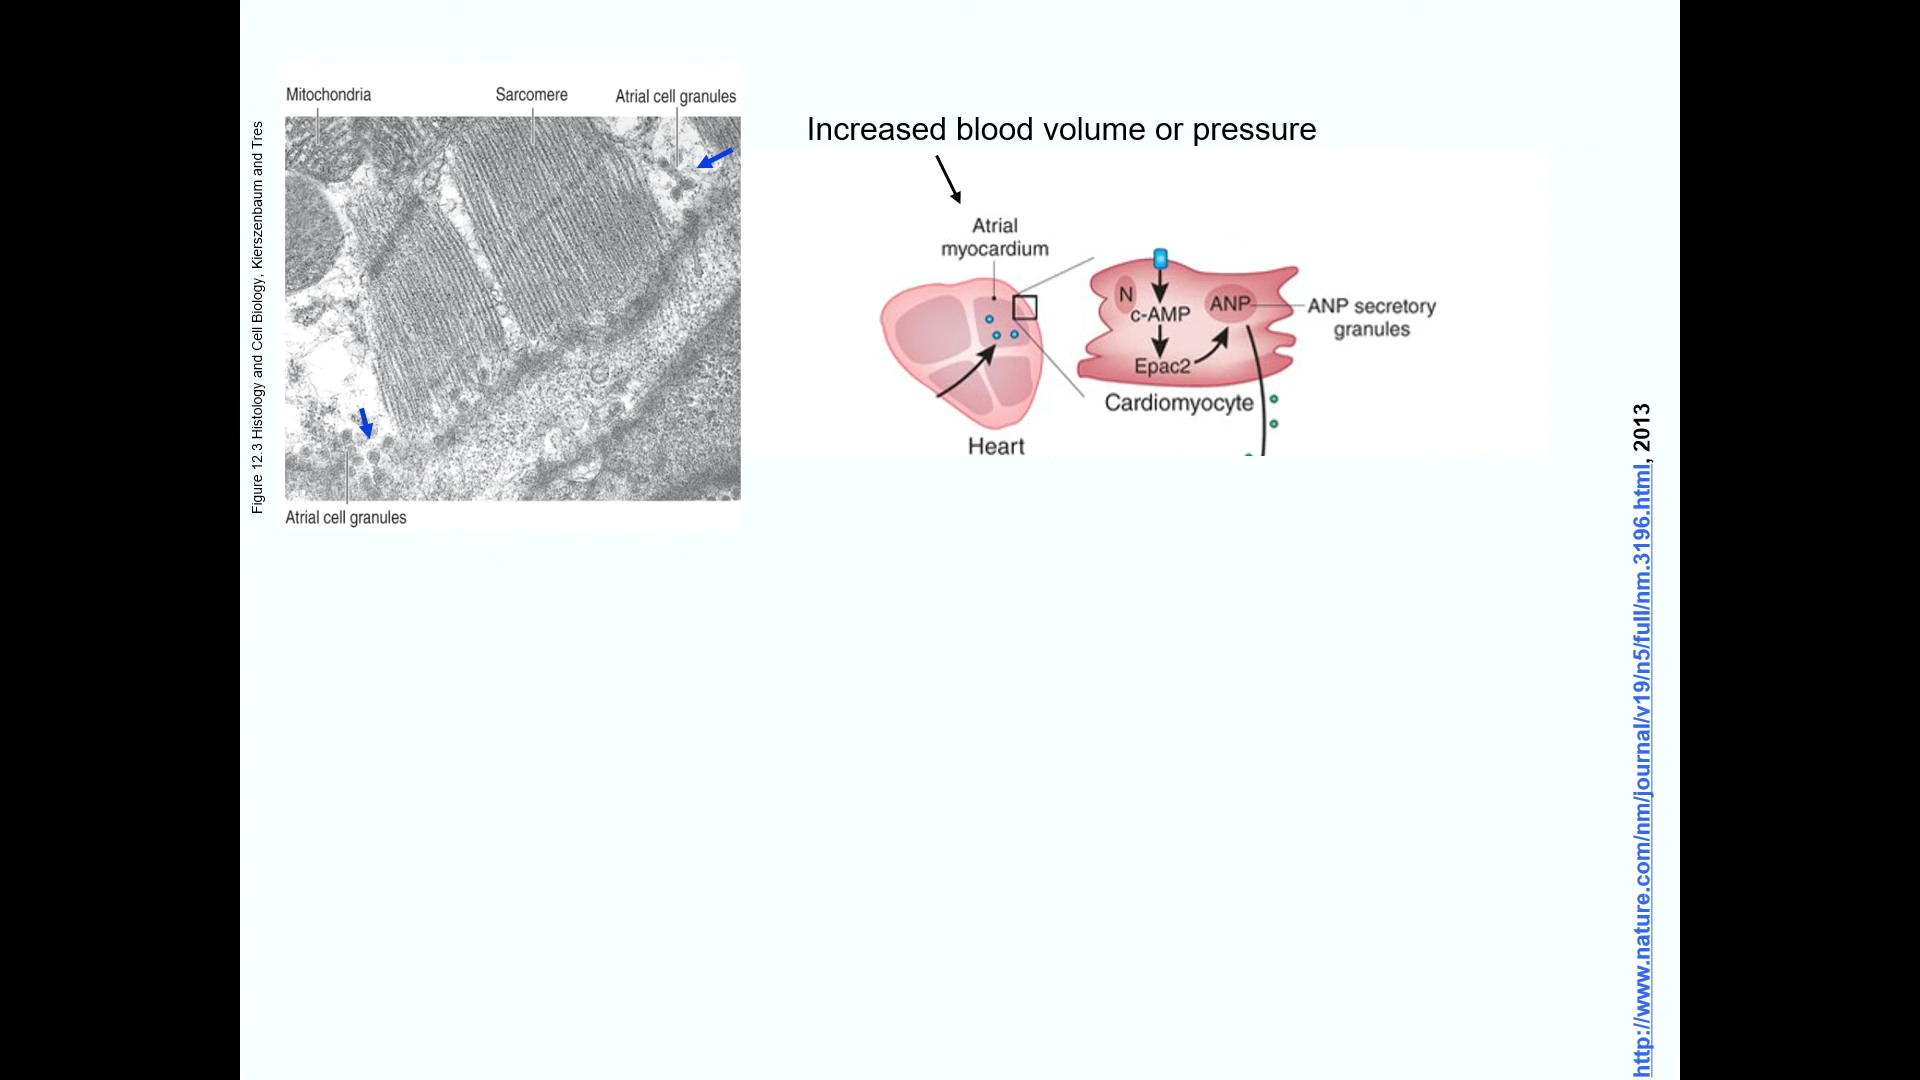 Mitochondria
Sarcomere
Atrial cell granules
Figure 12.3 Histology and Cell Biology, Kierszenbaum and Tres
Atrial cell granules
Increased blood volume or pressure
Atrial
myocardium
Heart
N
c-AMP
Epac2
ANP
Cardiomyocyte
ANP secretory
granules
http://www.nature.com/nm/journal/v19/n5/full/nm.3196.html, 2013